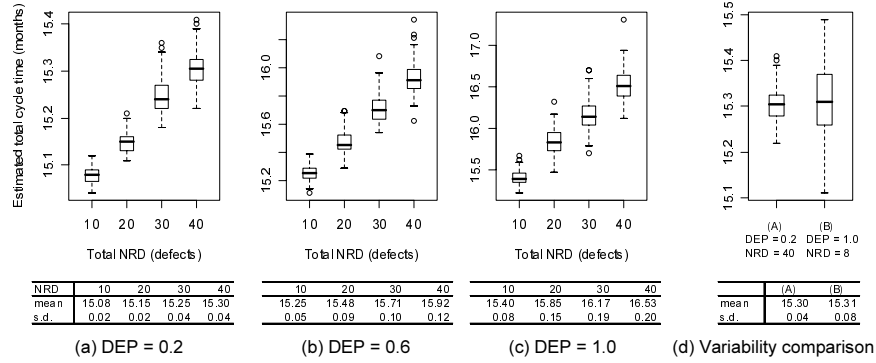 Estimated total cycle time (months)
15.4
15.3
15.2
15.1
10 20 30 40
Total NRD (defects)
16.0
15.6
15.2
10 20 30 40
Total NRD (defects)
17.0
16.5
16.0
15.5
10 20 30 40
Total NRD (defects)
15.5
15.4
15.3
15.2
15.1
(A) (B)
DEP = 0.2 DEP = 1.0
NRD = 40 NRD = 8
NRD 10 20 30 40
mean 15.08 15.15 15.25 15.30
s.d. 0.02 0.02 0.04 0.04
10 20 30 40
15.25 15.48 15.71 15.92
0.05 0.09 0.10 0.12
10 20 30 40
15.40 15.85 16.17 16.53
0.08 0.15 0.19 0.20
(A) (B)
mean 15.30 15.31
s.d. 0.04 0.08
(a) DEP = 0.2
(b) DEP = 0.6
(c) DEP = 1.0
(d) Variability comparison